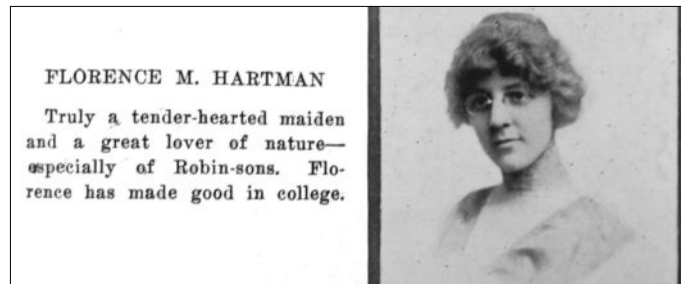 FLORENCE M. HARTMAN
Truly a tender-hearted maiden
and a great lover of nature—
especially of Robin-sons. Flo-
rence has made good in college.